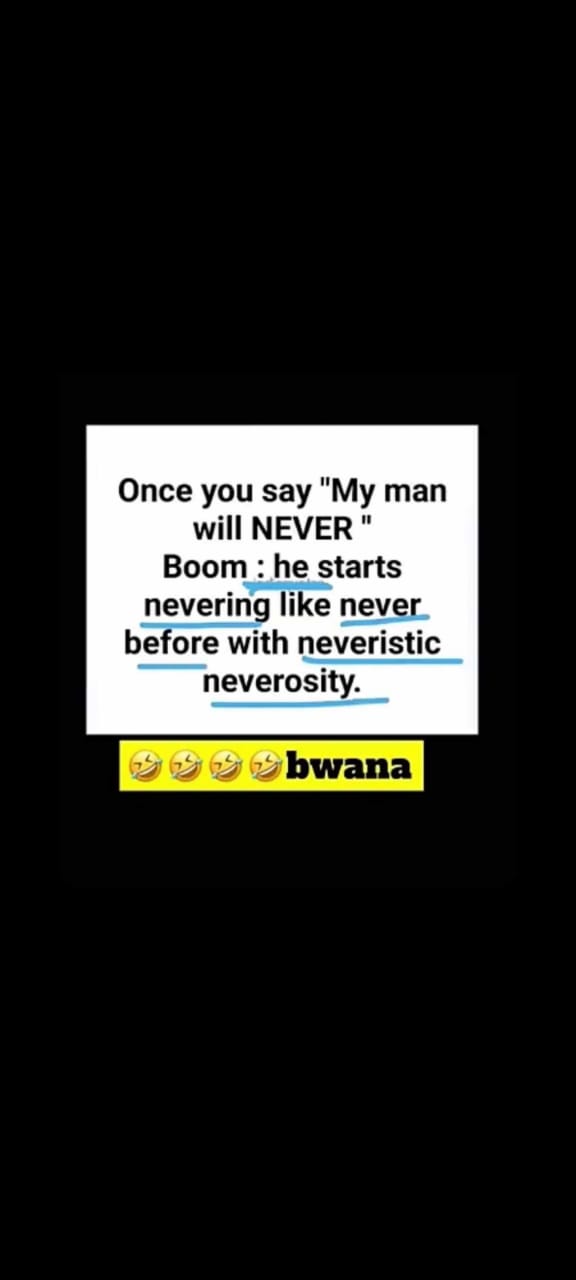 Once you say "My man
will NEVER "
Boom : he starts
nevering like never
before with neveristic
neverosity.
🤣🤣🤣🤣bwana